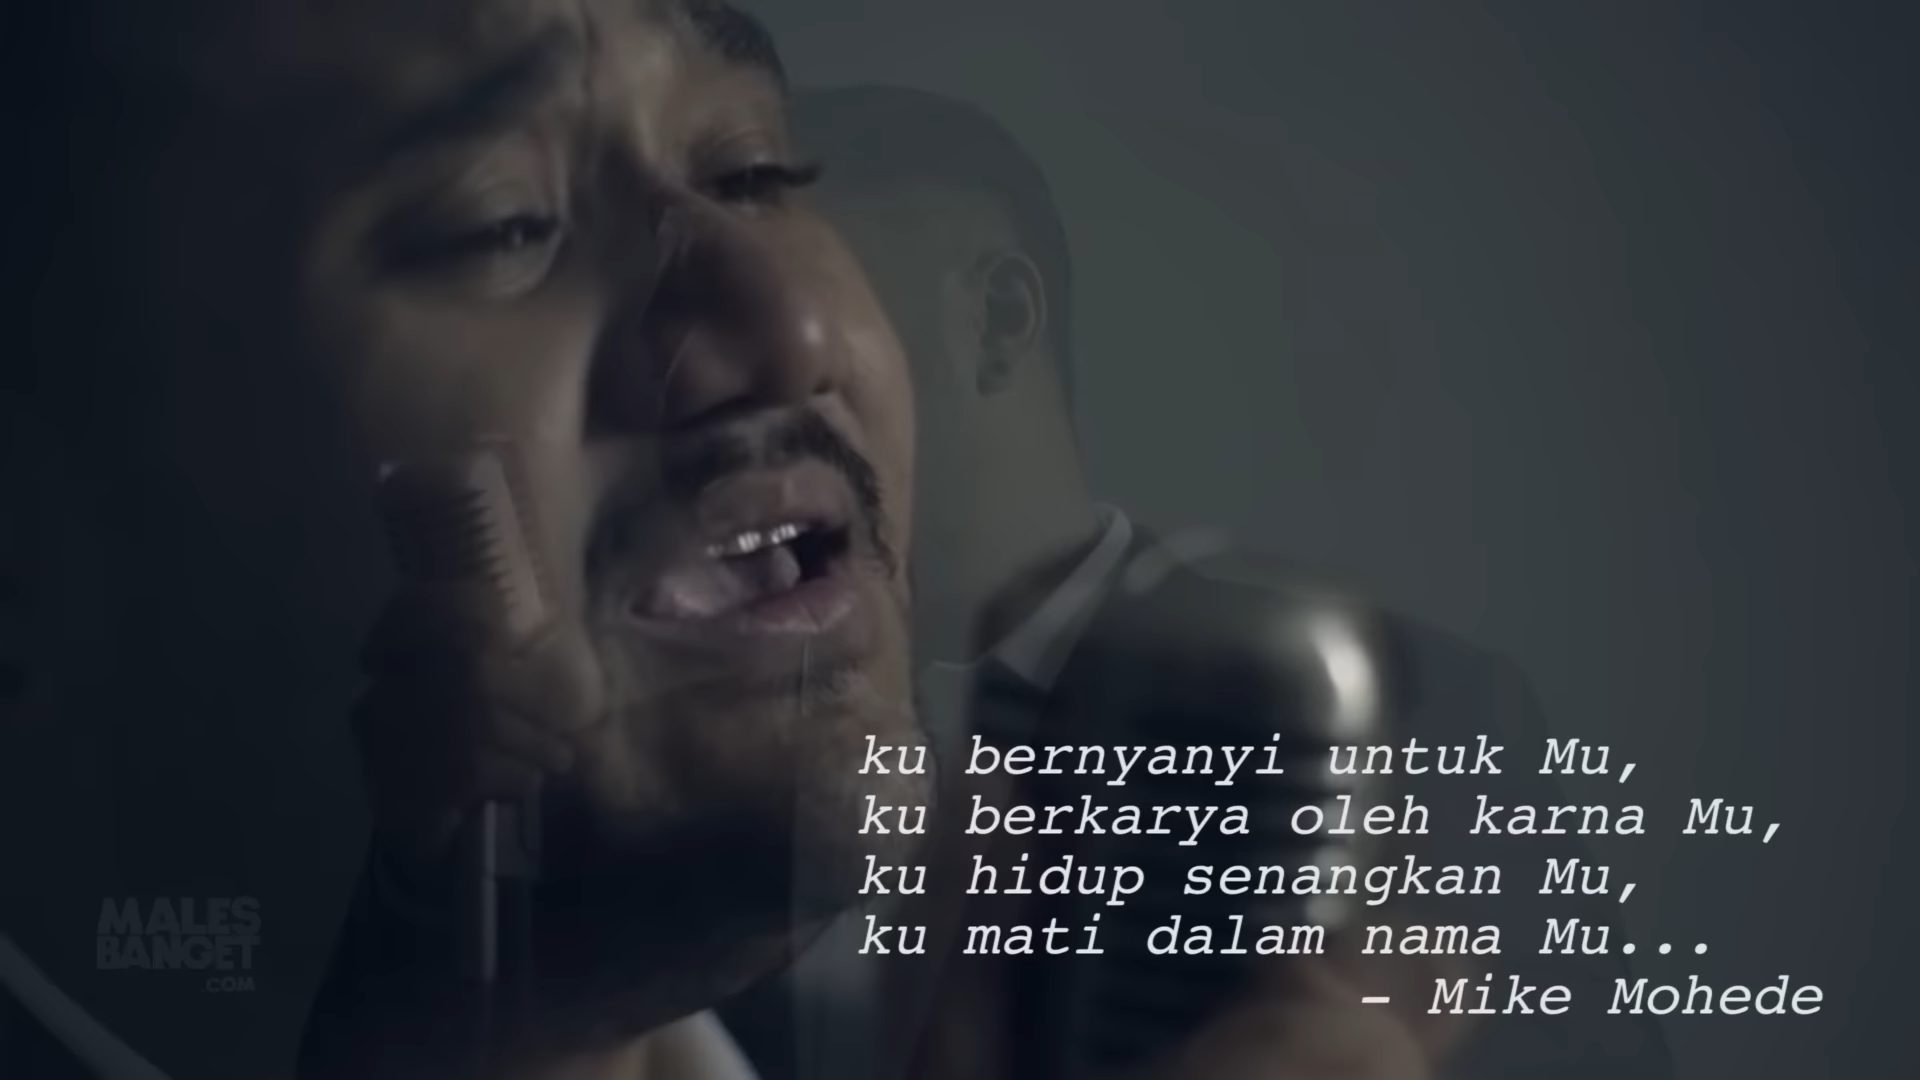 ku bernyanyi untuk Mu,
ku berkarya oleh karna Mu,
ku hidup senangkan Mu,
ku mati dalam nama Mu...
- Mike Mohede
MALES
BANGET
.COM